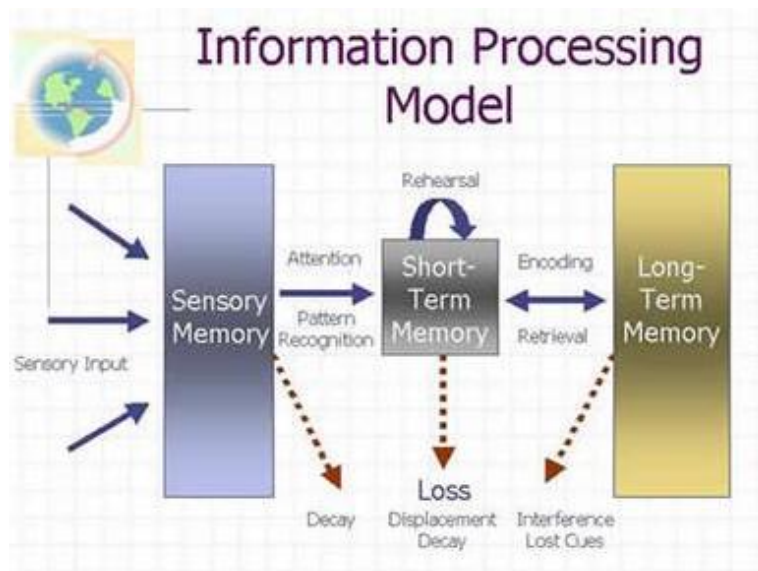 Information Processing
Model
Rehearsal
Attention
Short-
Term
Memory
Encoding
Long-
Term
Memory
Sensory
Memory
Pattern
Recognition
Retrieval
Sensory Input
Loss
Decay
Displacement
Decay
Interference
Lost Cues